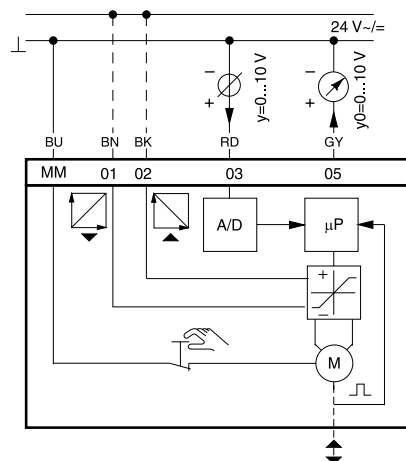 24 V~/=
⊥
−
+
y=0...10 V
−
+
y0=0...10 V
BU BN BK RD GY
MM 01 02 03 05
A/D
µP
+
−
M